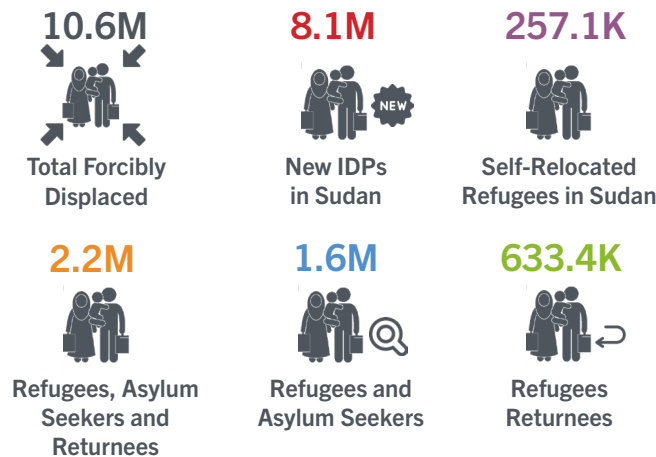 10.6M
8.1M
257.1K
NEW
Total Forcibly
Displaced
New IDPs
in Sudan
Self-Relocated
Refugees in Sudan
2.2M
1.6M
633.4K
Refugees, Asylum
Seekers and
Returnees
Refugees and
Asylum Seekers
Refugees
Returnees